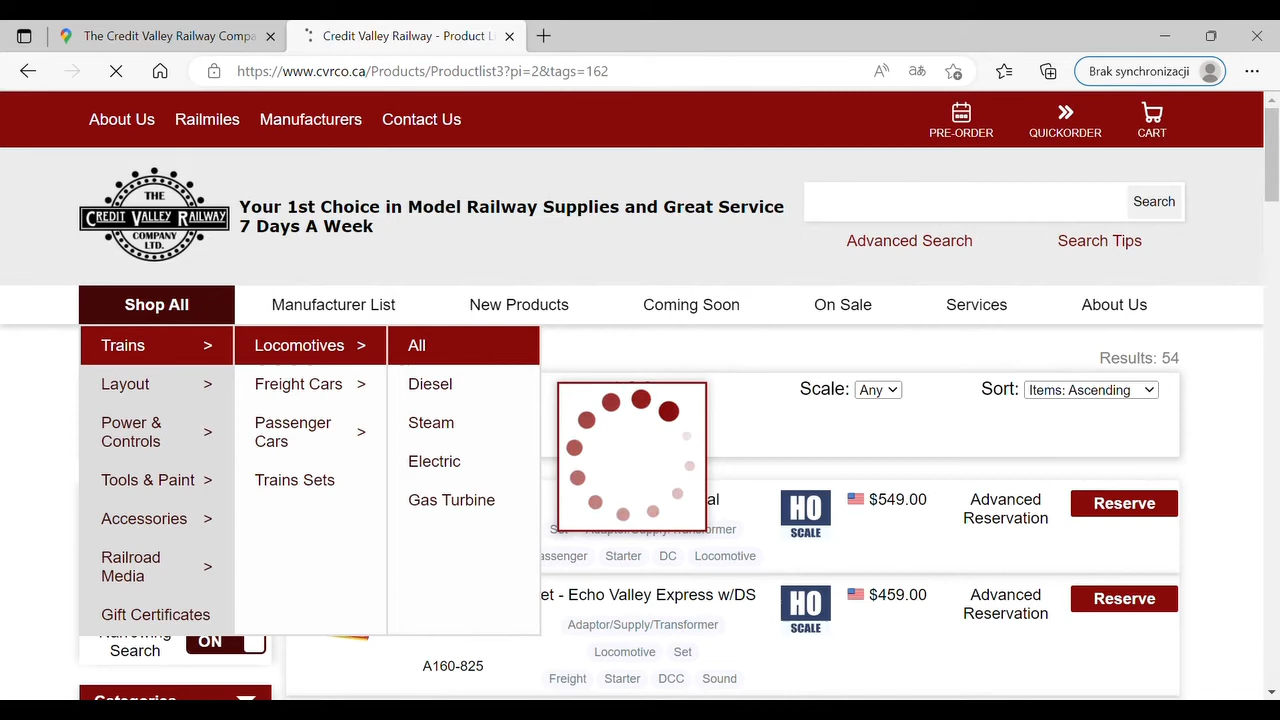 The Credit Valley Railway Compa
Credit Valley Railway - Product Li
https://www.cvrco.ca/Products/Productlist3?pi=2&tags=162
Brak synchronizacji
About Us
Railmiles
Manufacturers
Contact Us
PRE-ORDER
QUICKORDER
CART
THE
CREDIT VALLEY RAILWAY
COMPANY
LTD.
Your 1st Choice in Model Railway Supplies and Great Service
7 Days A Week
Search
Advanced Search
Search Tips
Shop All
Manufacturer List
New Products
Coming Soon
On Sale
Services
About Us
Trains >
Locomotives >
All
Results: 54
Layout >
Freight Cars >
Diesel
Scale: Any
Sort: Items: Ascending
Power &
Controls >
Passenger
Cars >
Steam
Electric
Tools & Paint >
Trains Sets
Gas Turbine
Accessories >
Railroad
Media >
Gift Certificates
al
HO
SCALE
$549.00
Advanced
Reservation
Reserve
Set
Adaptor/Supply/Transformer
assenger
Starter
DC
Locomotive
et - Echo Valley Express w/DS
HO
SCALE
$459.00
Advanced
Reservation
Reserve
Adaptor/Supply/Transformer
Locomotive
Set
Freight
Starter
DCC
Sound
A160-825
Narrowing
Search
ON
Categories